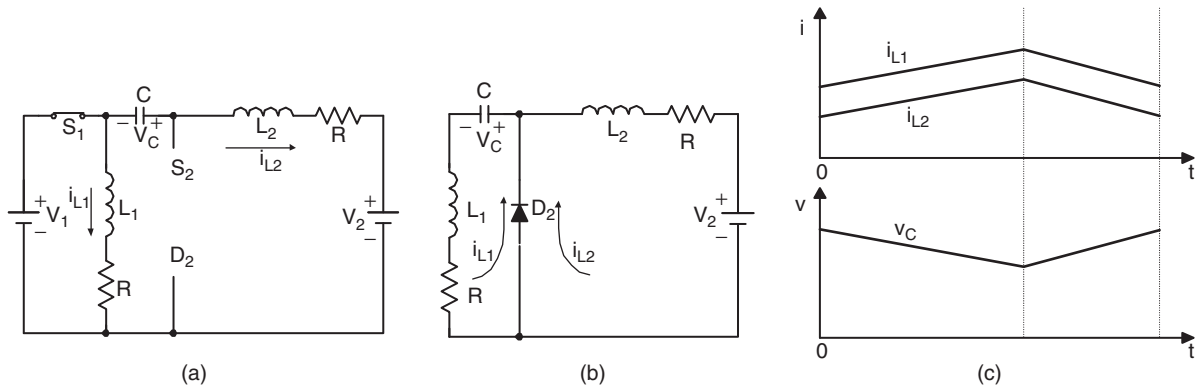 S1
C
− VC +
S2
iL2
L2
R
iL1
L1
+
V1
−
V2
+
−
D2
R
(a)
C
− VC +
L2
R
L1
D2
+
V2
−
iL1
iL2
R
(b)
i
iL1
iL2
0
t
v
vC
0
t
(c)